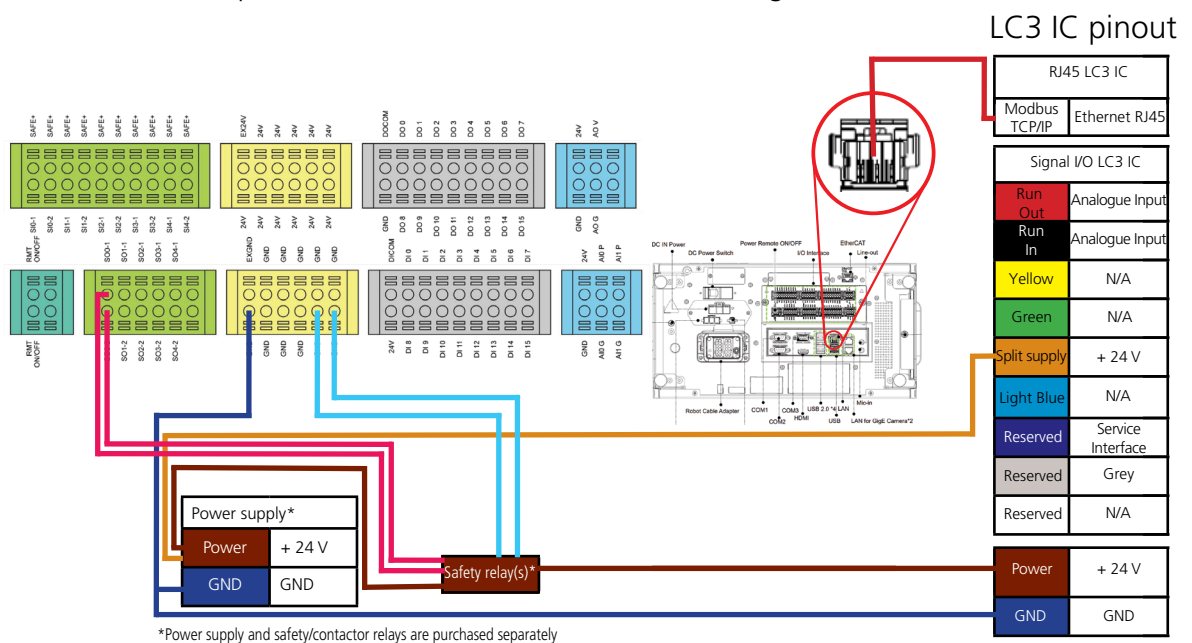 LC3 IC pinout
RJ45 LC3 IC
Modbus TCP/IP
Ethernet RJ45
Signal I/O LC3 IC
Run Out
Analogue Input
Run In
Analogue Input
Yellow
N/A
Green
N/A
Split supply
+ 24 V
Light Blue
N/A
Reserved
Service Interface
Reserved
Grey
Reserved
N/A
Power
+ 24 V
GND
GND
SAFE+ SAFE+ SAFE+ SAFE+ SAFE+ SAFE+ SAFE+ SAFE+ SAFE+ SAFE+
EX24V 24V 24V 24V 24V 24V
DOCOM DO 0 DO 1 DO 2 DO 3 DO 4 DO 5 DO 6 DO 7
24V AO V
SI0-1 SI0-2 SI1-1 SI1-2 SI2-1 SI2-2 SI3-1 SI3-2 SI4-1 SI4-2
24V 24V 24V 24V 24V 24V
GND DO 8 DO 9 DO 10 DO 11 DO 12 DO 13 DO 14 DO 15
GND AO G
RMT ON/OFF
SO0-1 SO1-1 SO2-1 SO3-1 SO4-1
EXGND GND GND GND GND GND
DICOM DI 0 DI 1 DI 2 DI 3 DI 4 DI 5 DI 6 DI 7
24V AI0 P AI1 P
RMT ON/OFF
SO1-2 SO2-2 SO3-2 SO4-2
GND GND GND
24V DI 8 DI 9 DI 10 DI 11 DI 12 DI 13 DI 14 DI 15
GND AI0 G AI1 G
DC IN Power
DC Power Switch
Power Remote ON/OFF
I/O Interface
EtherCAT
Line-out
Robot Cable Adapter
COM1
COM2
COM3
HDMI
USB 2.0 *4
USB
LAN
Mic-in
LAN for GigE Camera*2
Power supply*
Power
+ 24 V
GND
GND
Safety relay(s)*
*Power supply and safety/contactor relays are purchased separately